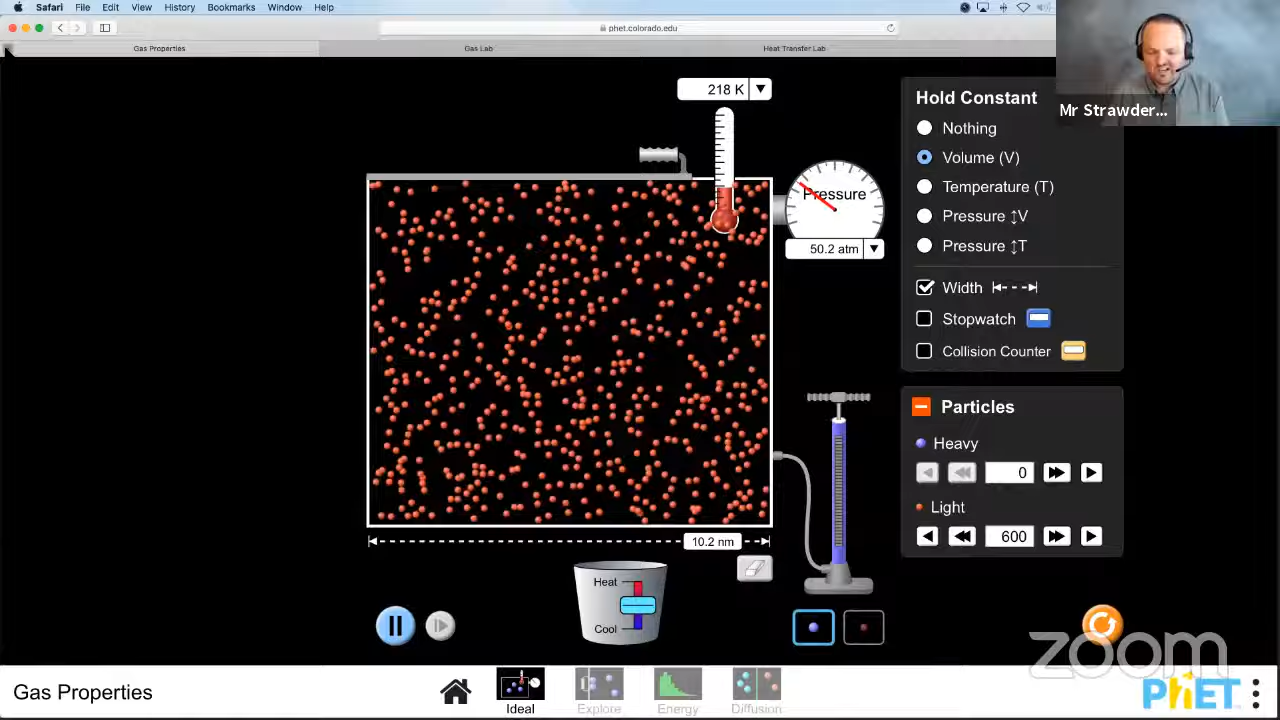 Safari File Edit View History Bookmarks Window Help
phet.colorado.edu
Gas Properties Gas Lab Heat Transfer Lab
Mr Strawder...
218 K
Pressure
50.2 atm
Hold Constant
Nothing
Volume (V)
Temperature (T)
Pressure ↕V
Pressure ↕T
Width
Stopwatch
Collision Counter
Particles
Heavy
0
Light
600
10.2 nm
Heat
Cool
zoom
Gas Properties
Ideal Explore Energy Diffusion
PhET